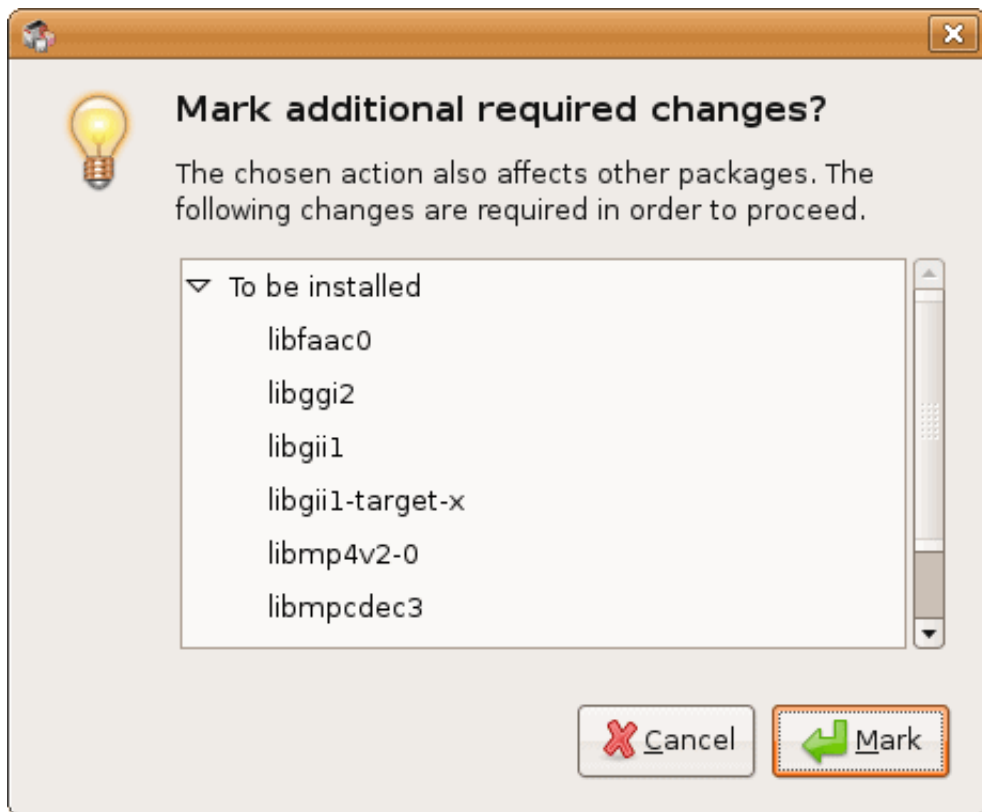 Mark additional required changes?
The chosen action also affects other packages. The
following changes are required in order to proceed.
To be installed
libfaac0
libggi2
libgii1
libgii1-target-x
libmp4v2-0
libmpcdec3
Cancel
Mark